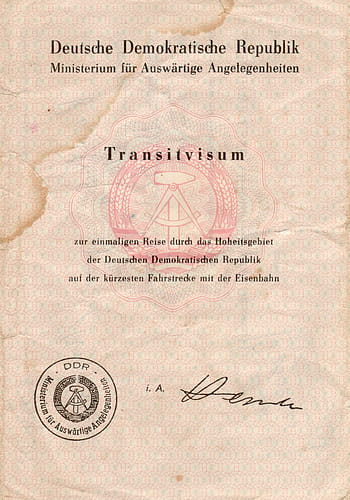 Deutsche Demokratische Republik
Ministerium für Auswärtige Angelegenheiten
Transitvisum
zur einmaligen Reise durch das Hoheitsgebiet
der Deutschen Demokratischen Republik
auf der kürzesten Fahrstrecke mit der Eisenbahn
· DDR ·
Ministerium für Auswärtige Angelegenheiten
i. A.